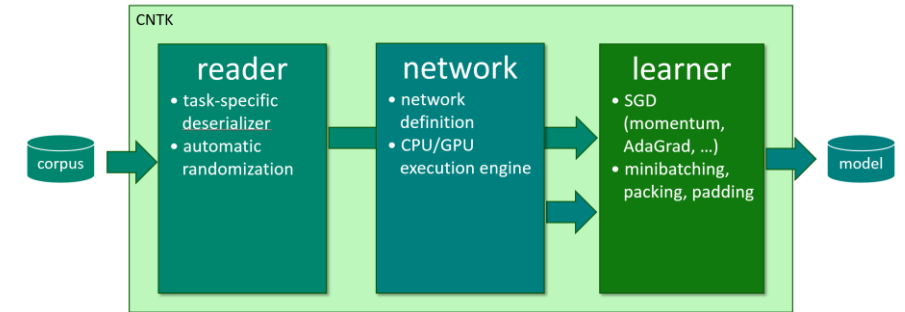 CNTK
corpus
reader
• task-specific
deserializer
• automatic
randomization
network
• network
definition
• CPU/GPU
execution engine
learner
• SGD
(momentum,
AdaGrad, …)
• minibatching,
packing, padding
model